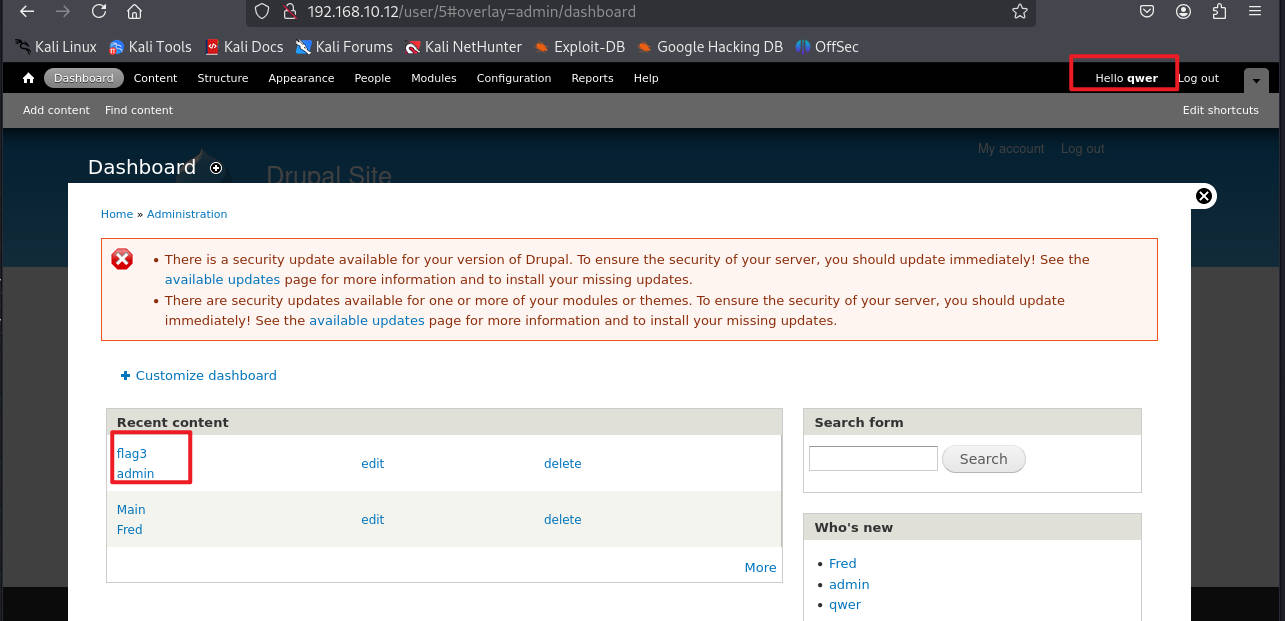 192.168.10.12/user/5#overlay=admin/dashboard
Kali Linux Kali Tools Kali Docs Kali Forums Kali NetHunter Exploit-DB Google Hacking DB OffSec
Dashboard Content Structure Appearance People Modules Configuration Reports Help Hello qwer Log out
Add content Find content Edit shortcuts
My account Log out
Dashboard
Drupal Site
Home » Administration
• There is a security update available for your version of Drupal. To ensure the security of your server, you should update immediately! See the
available updates page for more information and to install your missing updates.
• There are security updates available for one or more of your modules or themes. To ensure the security of your server, you should update
immediately! See the available updates page for more information and to install your missing updates.
Customize dashboard
Recent content
flag3
admin
edit delete
Main
Fred
edit delete
More
Search form
Search
Who's new
• Fred
• admin
• qwer